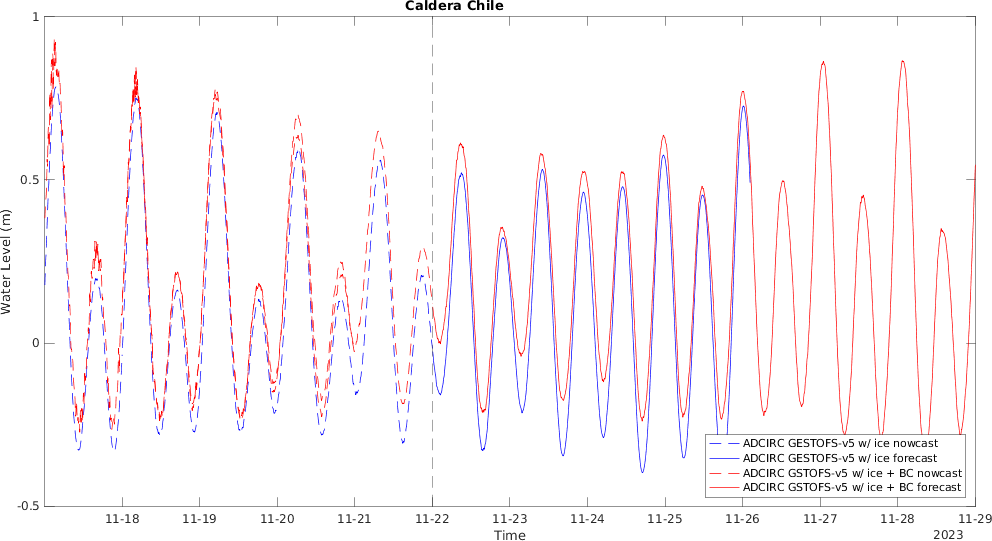 Caldera Chile
1
0.5
0
-0.5
Water Level (m)
11-18
11-19
11-20
11-21
11-22
11-23
11-24
11-25
11-26
11-27
11-28
11-29
Time
2023
ADCIRC GESTOFS-v5 w/ ice nowcast
ADCIRC GESTOFS-v5 w/ ice forecast
ADCIRC GSTOFS-v5 w/ ice + BC nowcast
ADCIRC GSTOFS-v5 w/ ice + BC forecast